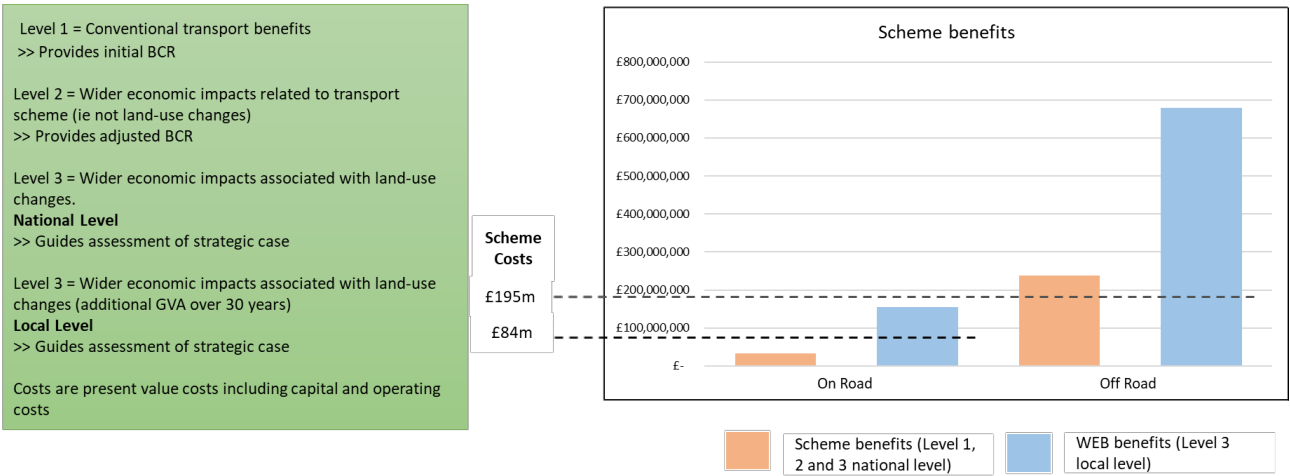 Level 1 = Conventional transport benefits
>> Provides initial BCR
Level 2 = Wider economic impacts related to transport
scheme (ie not land-use changes)
>> Provides adjusted BCR
Level 3 = Wider economic impacts associated with land-use
changes.
National Level
>> Guides assessment of strategic case
Level 3 = Wider economic impacts associated with land-use
changes (additional GVA over 30 years)
Local Level
>> Guides assessment of strategic case
Costs are present value costs including capital and operating
costs
Scheme
Costs
£195m
£84m
Scheme benefits
£800,000,000
£700,000,000
£600,000,000
£500,000,000
£400,000,000
£300,000,000
£200,000,000
£100,000,000
£-
On Road
Off Road
Scheme benefits (Level 1,
2 and 3 national level)
WEB benefits (Level 3
local level)